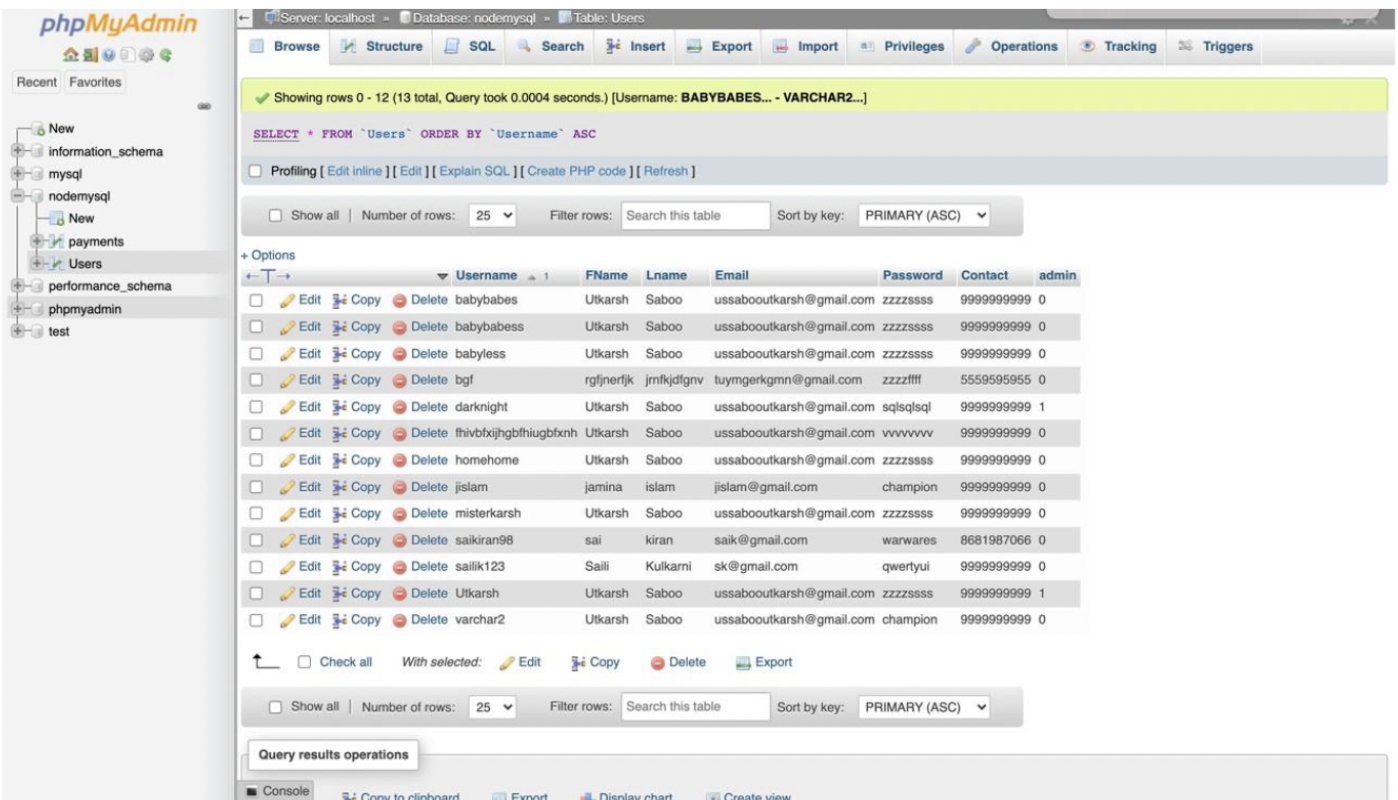 phpMyAdmin
Recent Favorites
New
information_schema
mysql
nodemysql
New
payments
Users
performance_schema
phpmyadmin
test
Server: localhost » Database: nodemysql » Table: Users
Browse Structure SQL Search Insert Export Import Privileges Operations Tracking Triggers
Showing rows 0 - 12 (13 total, Query took 0.0004 seconds.) [Username: BABYBABES... - VARCHAR2...]
SELECT * FROM `Users` ORDER BY `Username` ASC
Profiling [ Edit inline ] [ Edit ] [ Explain SQL ] [ Create PHP code ] [ Refresh ]
Show all | Number of rows: 25 Filter rows: Search this table Sort by key: PRIMARY (ASC)
+ Options
←T→ Username 1 FName Lname Email Password Contact admin
Edit Copy Delete babybabes Utkarsh Saboo ussabooutkarsh@gmail.com zzzzssss 9999999999 0
Edit Copy Delete babybabess Utkarsh Saboo ussabooutkarsh@gmail.com zzzzssss 9999999999 0
Edit Copy Delete babyless Utkarsh Saboo ussabooutkarsh@gmail.com zzzzssss 9999999999 0
Edit Copy Delete bgf rgfjnerfjk jrnfkjdfgnv tuymgerkgmn@gmail.com zzzzffff 5559595955 0
Edit Copy Delete darknight Utkarsh Saboo ussabooutkarsh@gmail.com sqlsqlsql 9999999999 1
Edit Copy Delete fhivbfxijhgbfhiugbfxnh Utkarsh Saboo ussabooutkarsh@gmail.com vvvvvvvv 9999999999 0
Edit Copy Delete homehome Utkarsh Saboo ussabooutkarsh@gmail.com zzzzssss 9999999999 0
Edit Copy Delete jislam jamina islam jislam@gmail.com champion 9999999999 0
Edit Copy Delete misterkarsh Utkarsh Saboo ussabooutkarsh@gmail.com zzzzssss 9999999999 0
Edit Copy Delete saikiran98 sai kiran saik@gmail.com warwares 8681987066 0
Edit Copy Delete sailik123 Saili Kulkarni sk@gmail.com qwertyui 9999999999 0
Edit Copy Delete Utkarsh Utkarsh Saboo ussabooutkarsh@gmail.com zzzzssss 9999999999 1
Edit Copy Delete varchar2 Utkarsh Saboo ussabooutkarsh@gmail.com champion 9999999999 0
Check all With selected: Edit Copy Delete Export
Show all | Number of rows: 25 Filter rows: Search this table Sort by key: PRIMARY (ASC)
Query results operations
Console
Copy to clipboard Export Display chart Create view